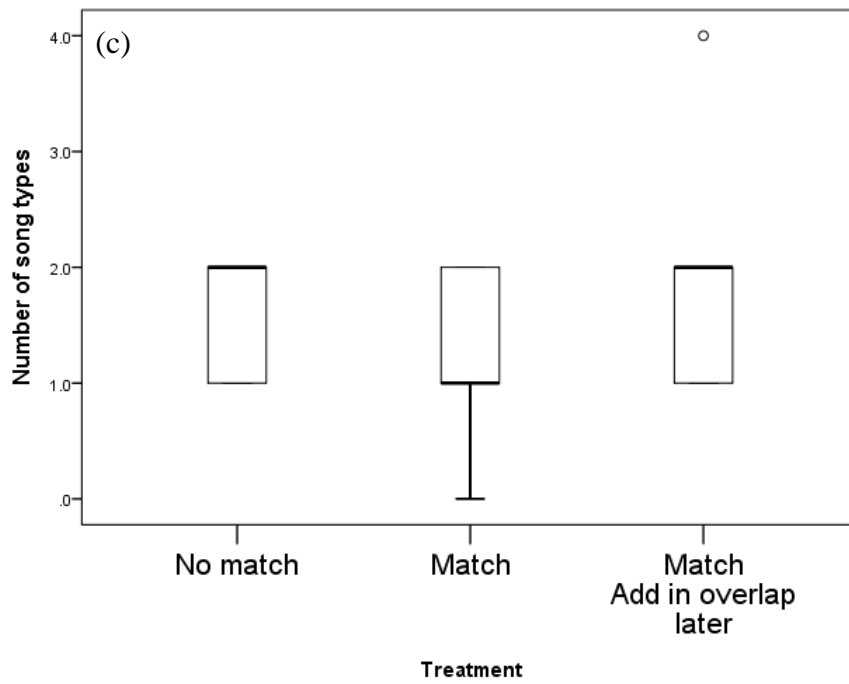 (c)
4.0
3.0
2.0
1.0
.0
Number of song types
No match
Match
Match
Add in overlap
later
Treatment